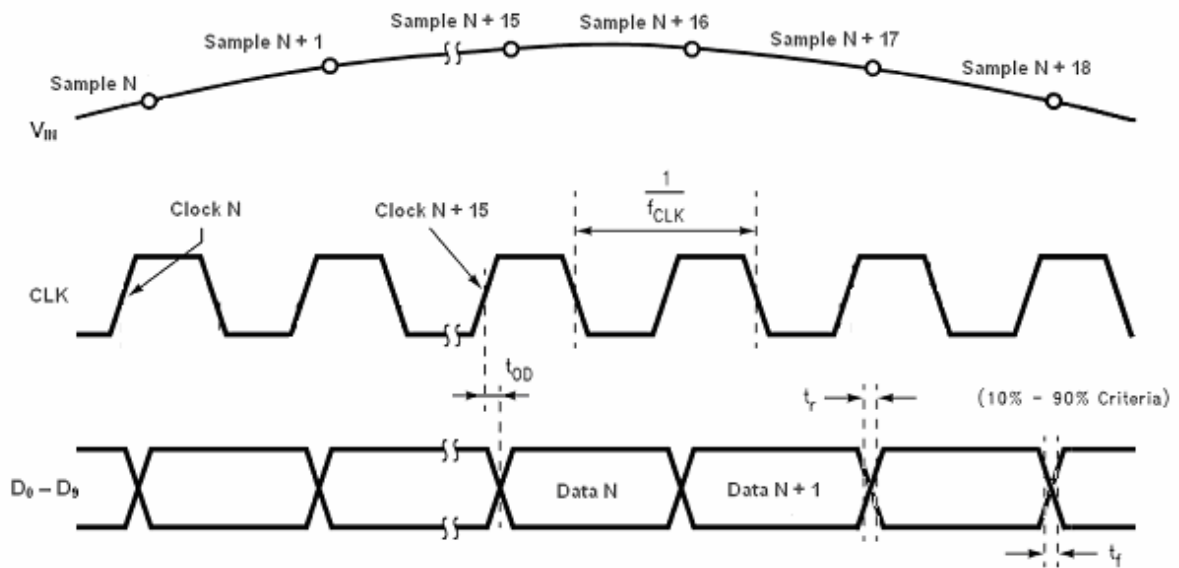 Sample N
Sample N + 1
Sample N + 15
Sample N + 16
Sample N + 17
Sample N + 18
VIN
Clock N
Clock N + 15
1
fCLK
CLK
tOD
tr
(10% - 90% Criteria)
D0 – D9
Data N
Data N + 1
tf